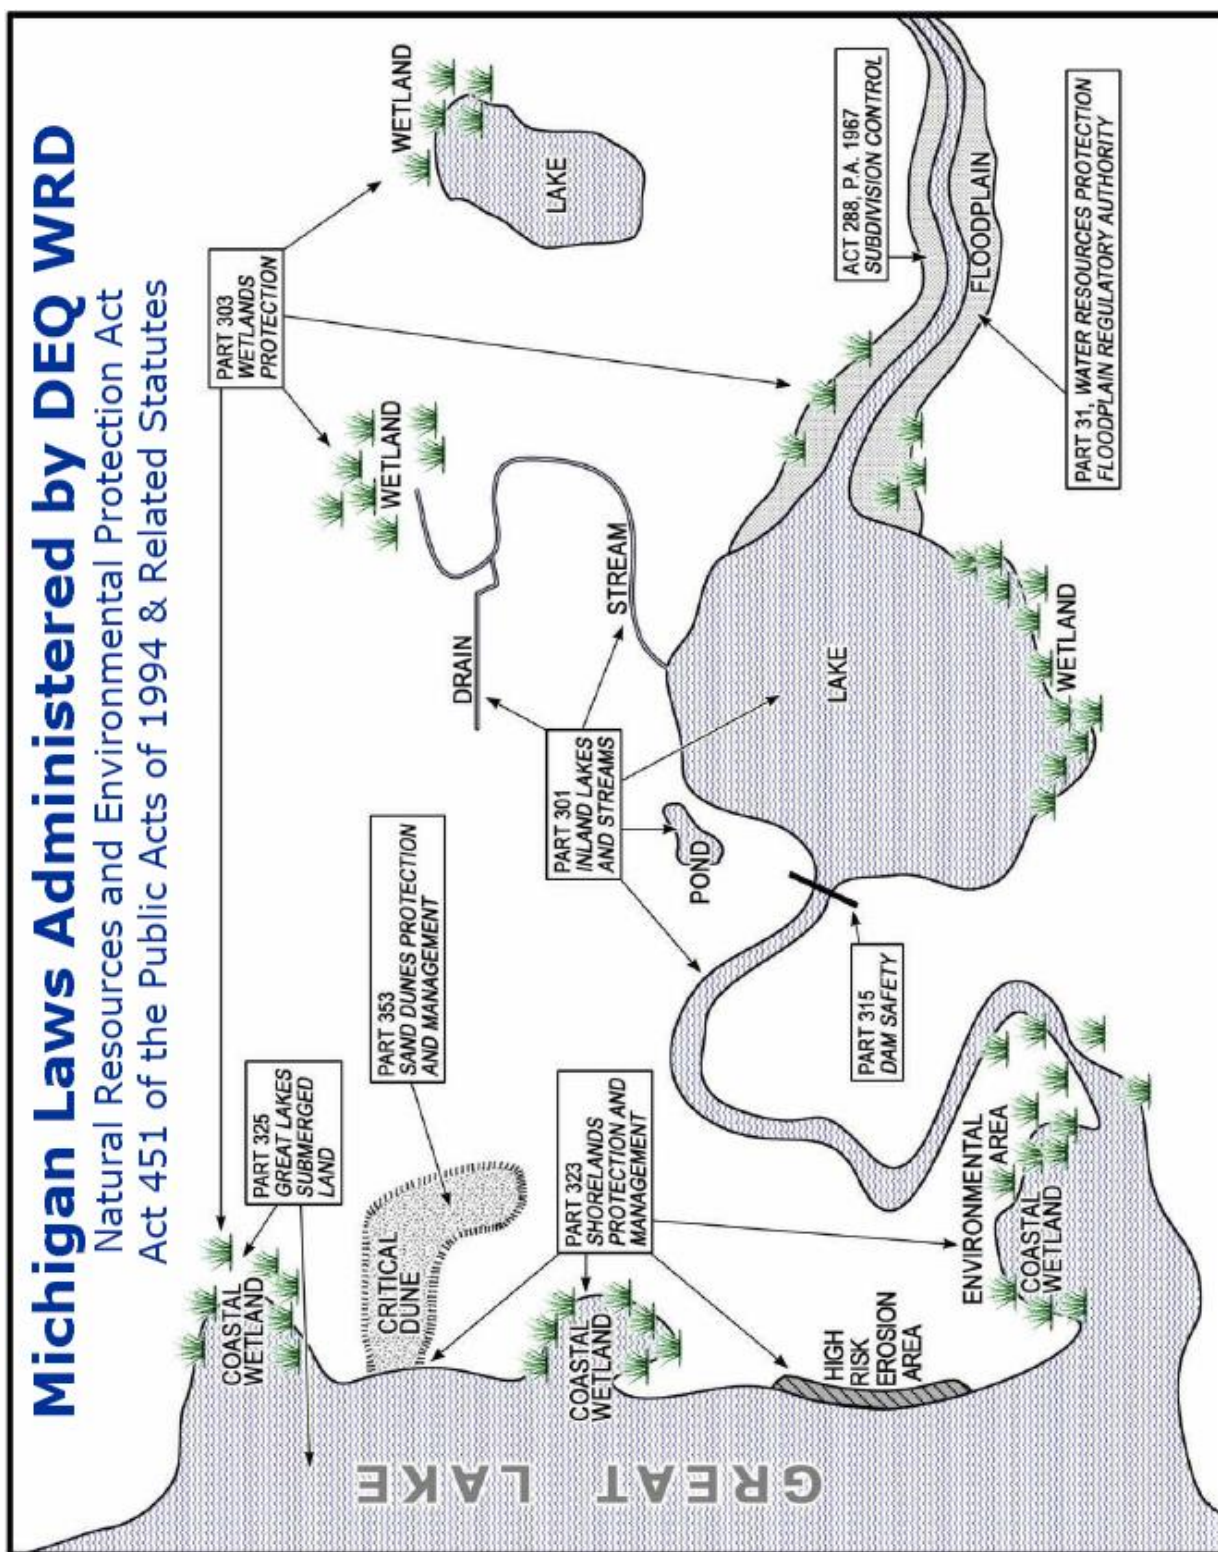 Michigan Laws Administered by DEQ WRD
Natural Resources and Environmental Protection Act
Act 451 of the Public Acts of 1994 & Related Statutes
PART 325
GREAT LAKES
SUBMERGED
LAND
PART 303
WETLANDS
PROTECTION
COASTAL
WETLAND
PART 353
SAND DUNES PROTECTION
AND MANAGEMENT
WETLAND
WETLAND
CRITICAL
DUNE
DRAIN
LAKE
PART 323
SHORELANDS
PROTECTION AND
MANAGEMENT
PART 301
INLAND LAKES
AND STREAMS
STREAM
COASTAL
WETLAND
POND
GREAT LAKE
HIGH
RISK
EROSION
AREA
PART 315
DAM SAFETY
LAKE
ACT 288, P.A. 1967
SUBDIVISION CONTROL
ENVIRONMENTAL
AREA
FLOODPLAIN
COASTAL
WETLAND
WETLAND
PART 31, WATER RESOURCES PROTECTION
FLOODPLAIN REGULATORY AUTHORITY